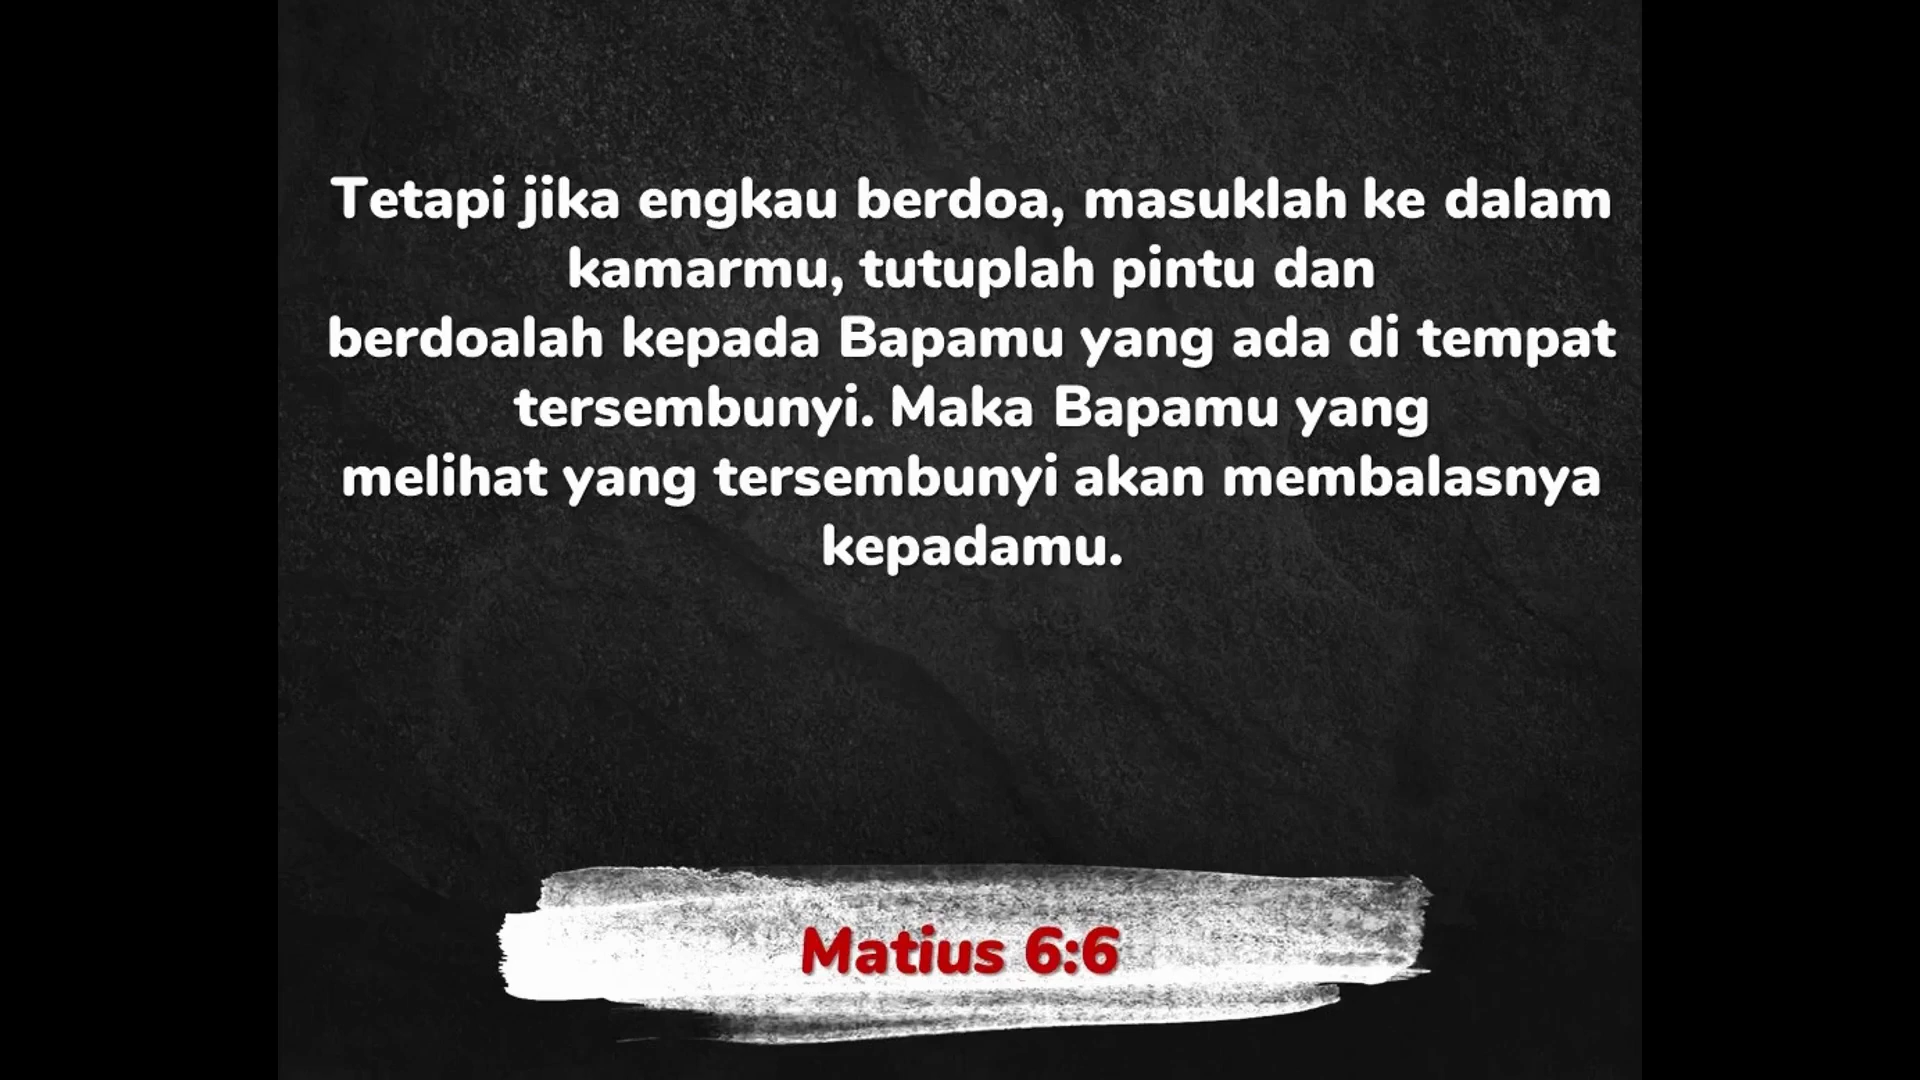 Tetapi jika engkau berdoa, masuklah ke dalam
kamarmu, tutuplah pintu dan
berdoalah kepada Bapamu yang ada di tempat
tersembunyi. Maka Bapamu yang
melihat yang tersembunyi akan membalasnya
kepadamu.
Matius 6:6